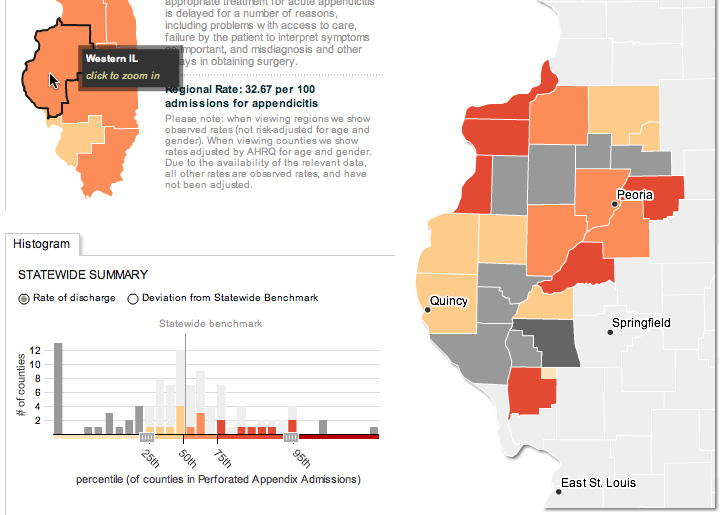 appropriate treatment for acute appendicitis
is delayed for a number of reasons,
including problems with access to care,
failure by the patient to interpret symptoms
important, and misdiagnosis and other
in obtaining surgery.
Western IL
click to zoom in
Regional Rate: 32.67 per 100
admissions for appendicitis
Please note: when viewing regions we show
observed rates (not risk-adjusted for age and
gender). When viewing counties we show
rates adjusted by AHRQ for age and gender.
Due to the availability of the relevant data,
all other rates are observed rates, and have
not been adjusted.
Histogram
STATEWIDE SUMMARY
Rate of discharge Deviation from Statewide Benchmark
Statewide benchmark
# of counties
12
10
8
6
4
2
25th 50th 75th 95th
percentile (of counties in Perforated Appendix Admissions)
Peoria
Quincy
Springfield
East St. Louis